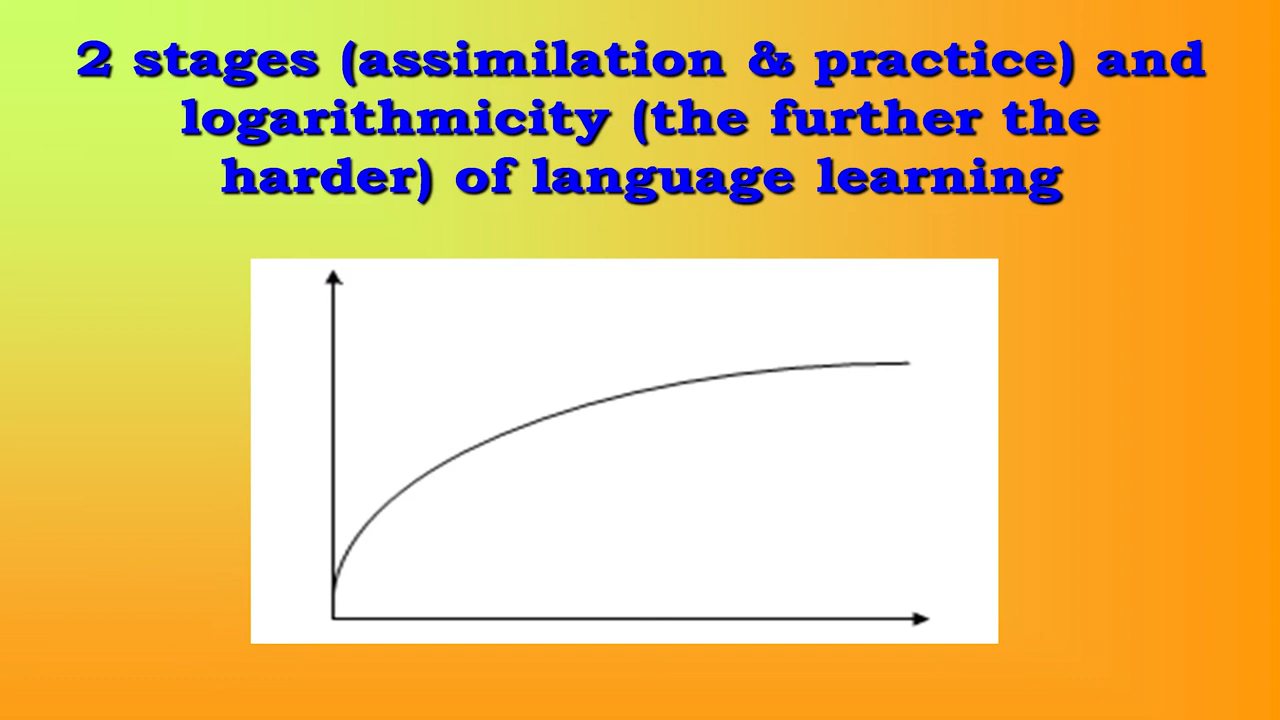 2 stages (assimilation & practice) and
logarithmicity (the further the
harder) of language learning